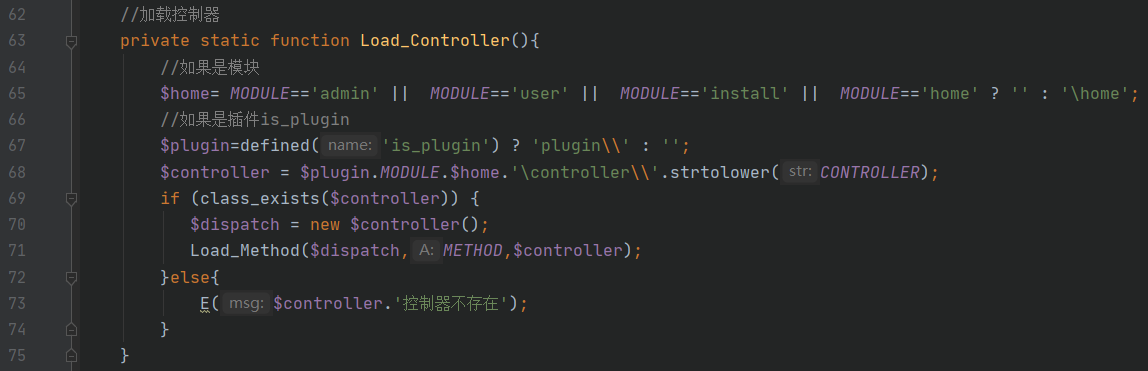 62 //加载控制器
63 private static function Load_Controller(){
64 //如果是模块
65 $home= MODULE=='admin' || MODULE=='user' || MODULE=='install' || MODULE=='home' ? '' : '\home';
66 //如果是插件is_plugin
67 $plugin=defined( name: 'is_plugin') ? 'plugin\\' : '';
68 $controller = $plugin.MODULE.$home.'\controller\\'.strtolower( str: CONTROLLER);
69 if (class_exists($controller)) {
70 $dispatch = new $controller();
71 Load_Method($dispatch, A: METHOD,$controller);
72 }else{
73 E( msg: $controller.'控制器不存在');
74 }
75 }